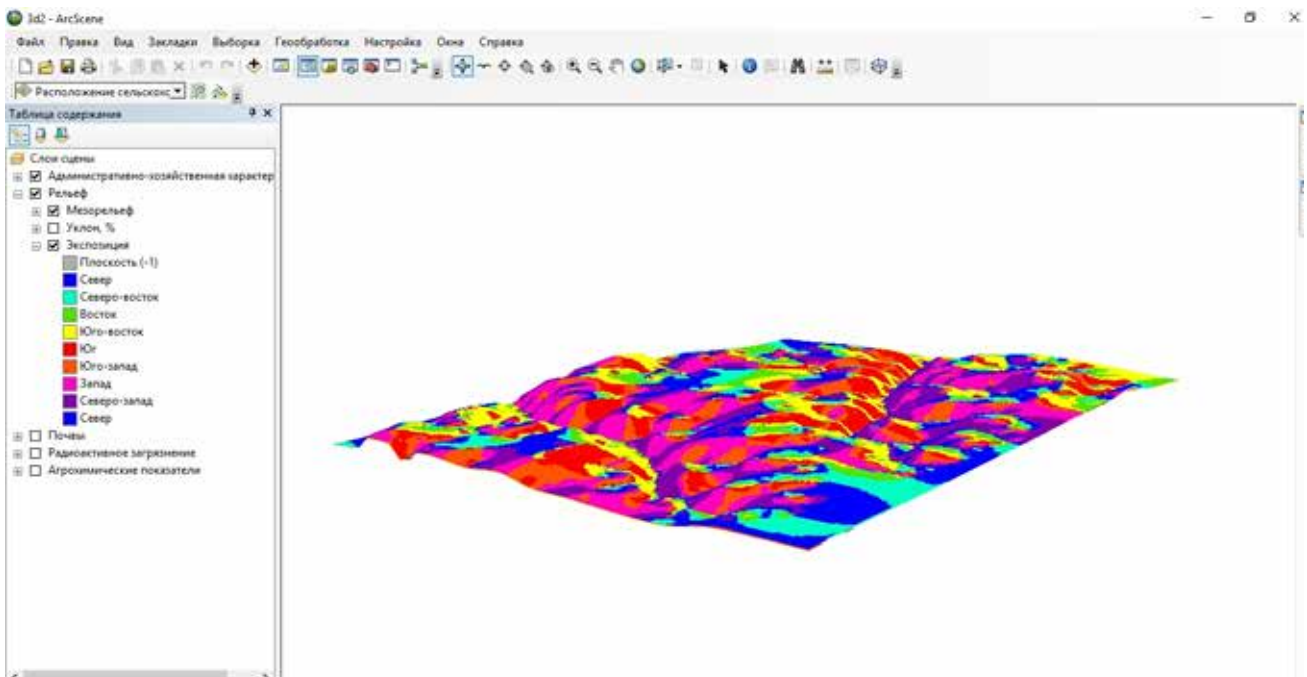 3d2 - ArcScene
Файл Правка Вид Закладки Выборка Геообработка Настройка Окна Справка
Расположение сельскохс
Таблица содержания
Слои сцены
Административно-хозяйственная характер
Рельеф
Мезорельеф
Уклон, %
Экспозиция
Плоскость (-1)
Север
Северо-восток
Восток
Юго-восток
Юг
Юго-запад
Запад
Северо-запад
Север
Почвы
Радиоактивное загрязнение
Агрохимические показатели